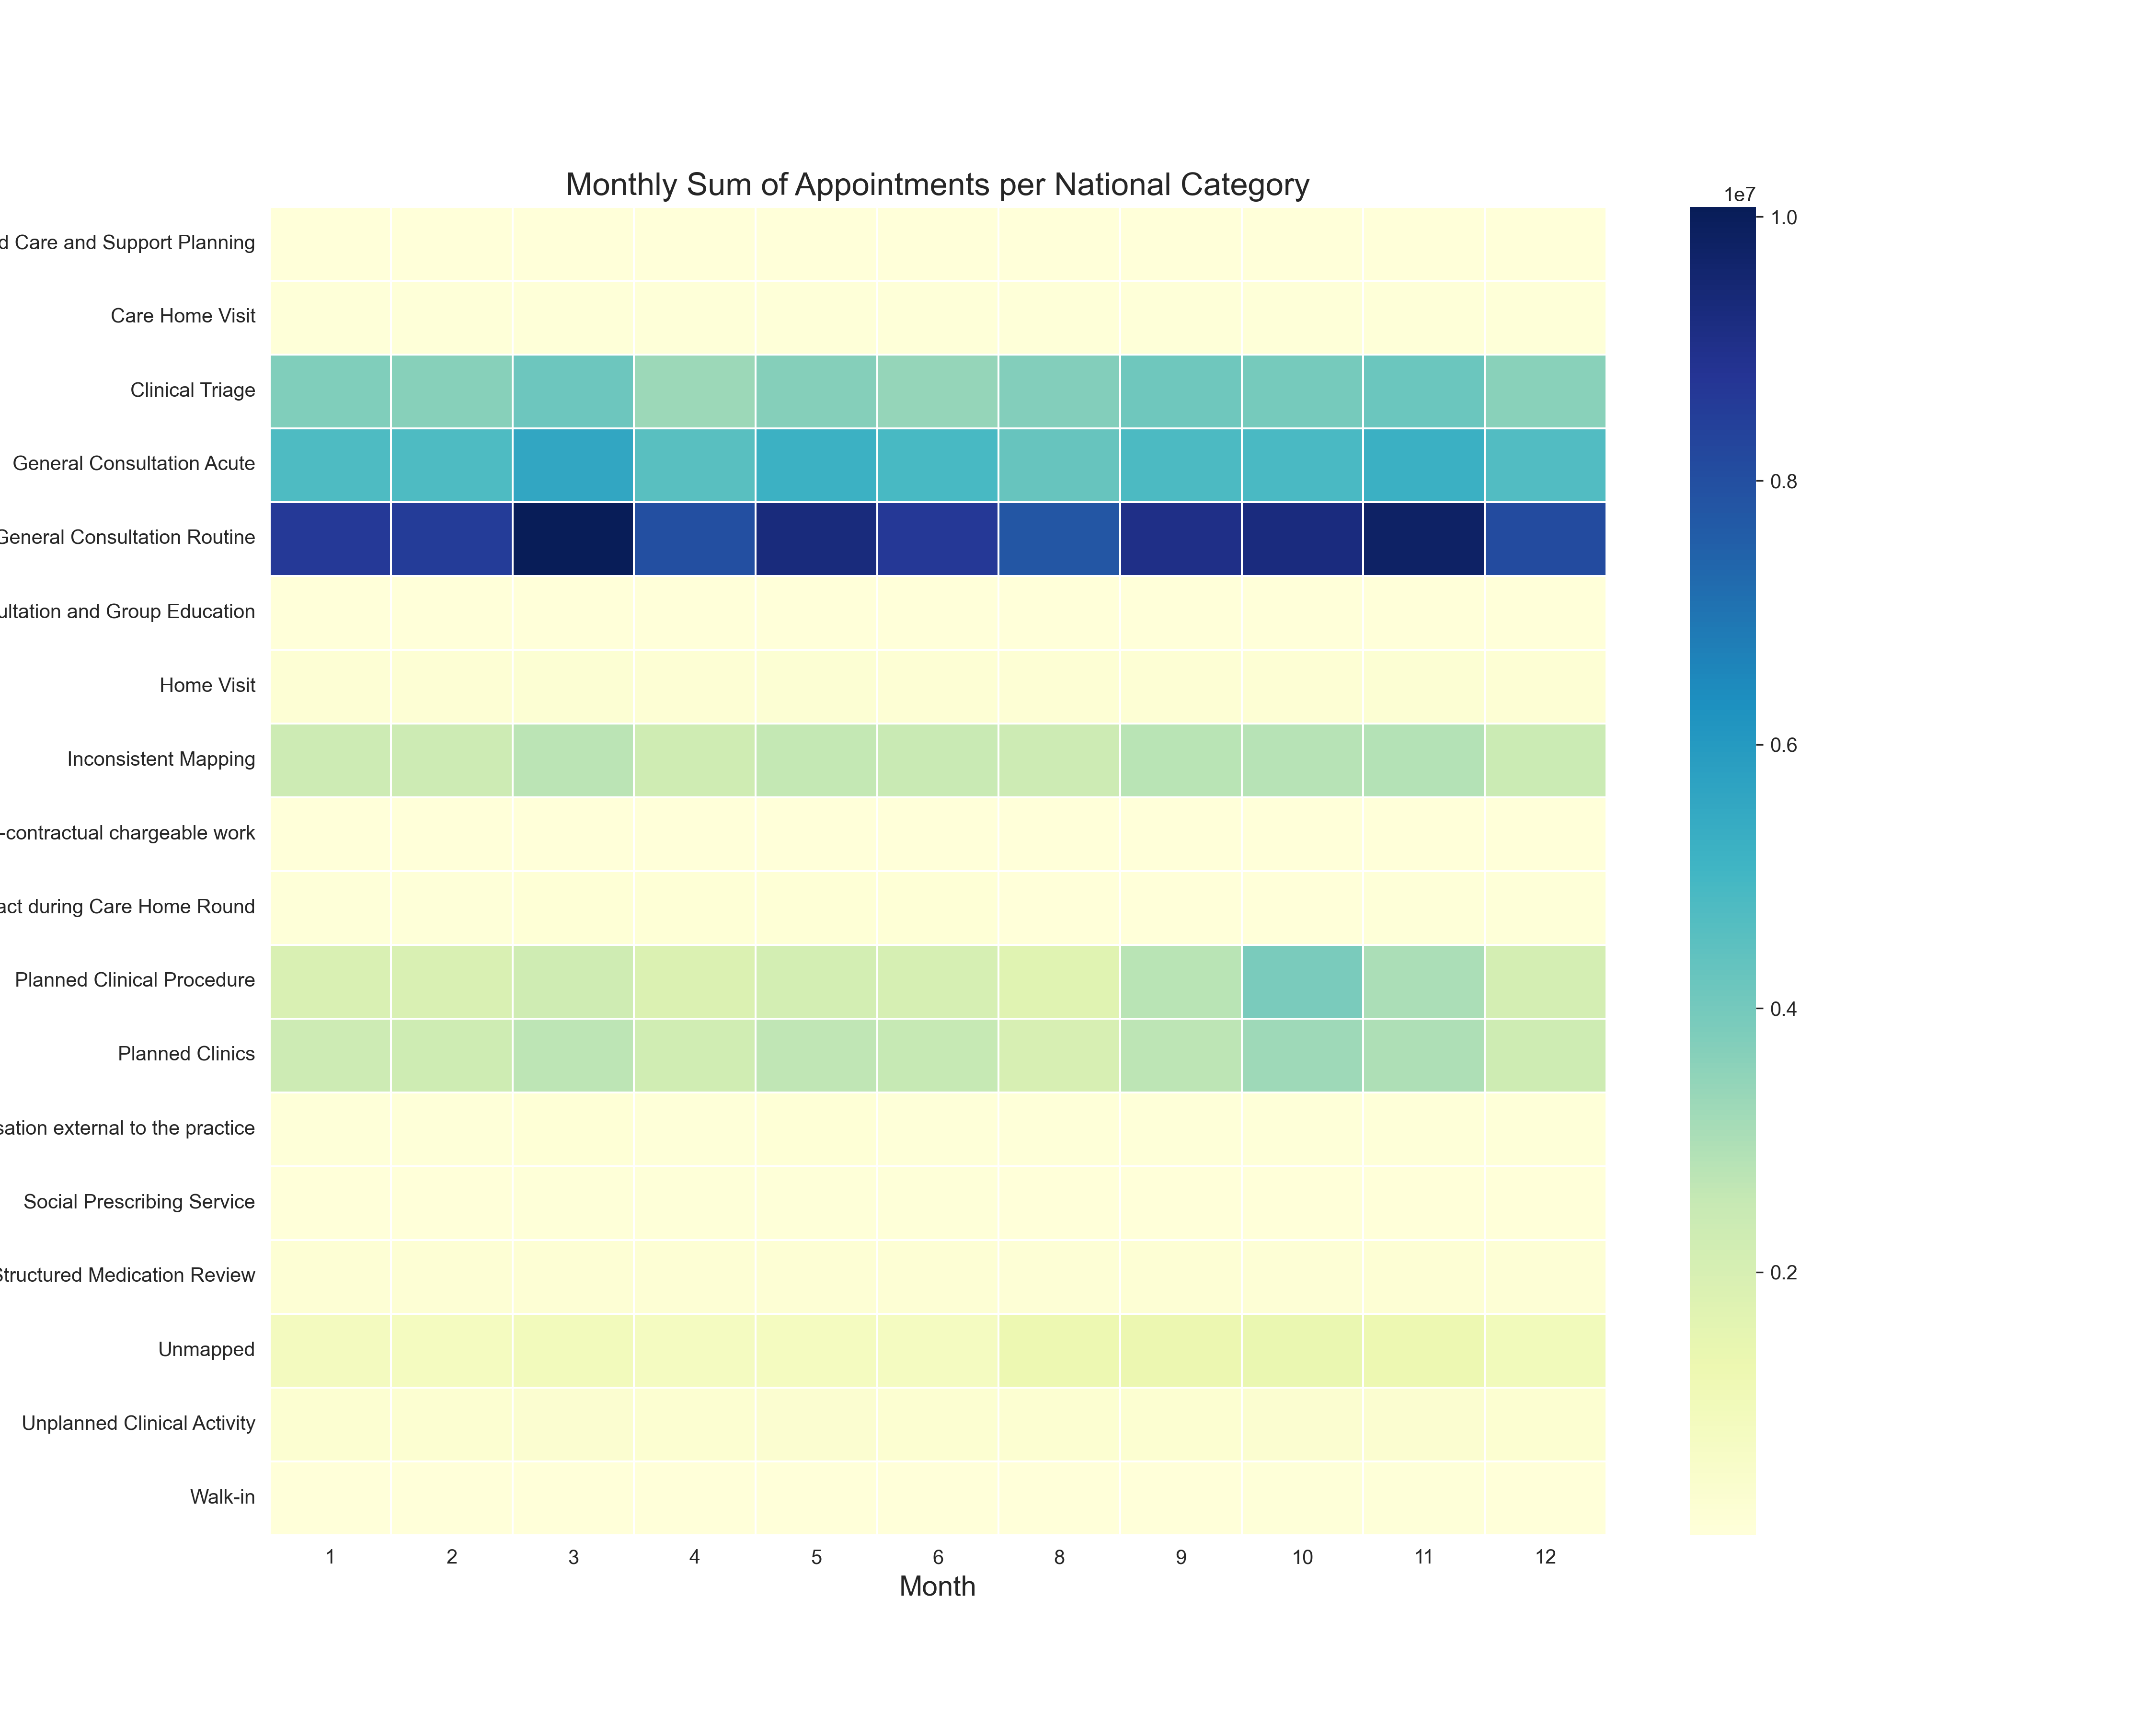 Monthly Sum of Appointments per National Category
1e7
d Care and Support Planning
Care Home Visit
Clinical Triage
General Consultation Acute
General Consultation Routine
ultation and Group Education
Home Visit
Inconsistent Mapping
-contractual chargeable work
act during Care Home Round
Planned Clinical Procedure
Planned Clinics
sation external to the practice
Social Prescribing Service
Structured Medication Review
Unmapped
Unplanned Clinical Activity
Walk-in
1 2 3 4 5 6 8 9 10 11 12
Month
1.0
0.8
0.6
0.4
0.2